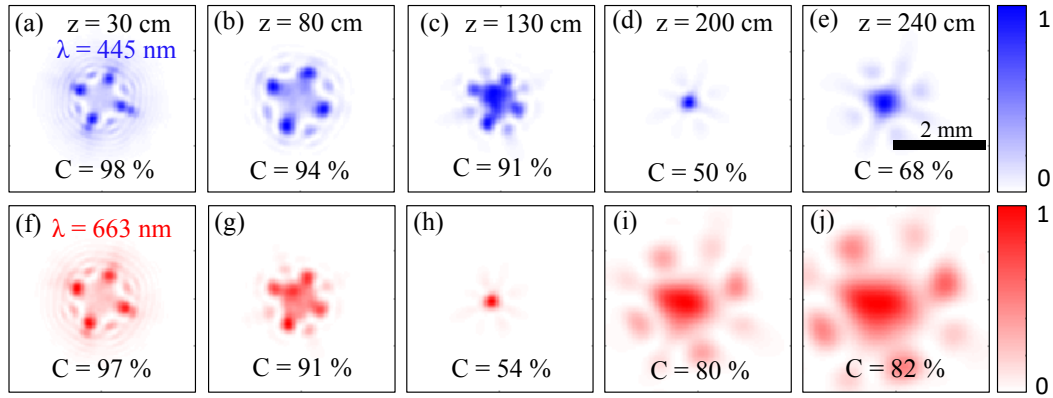 (a) z = 30 cm
λ = 445 nm
C = 98 %
(b) z = 80 cm
C = 94 %
(c) z = 130 cm
C = 91 %
(d) z = 200 cm
C = 50 %
(e) z = 240 cm
2 mm
C = 68 %
1
0
(f) λ = 663 nm
C = 97 %
(g)
C = 91 %
(h)
C = 54 %
(i)
C = 80 %
(j)
C = 82 %
1
0